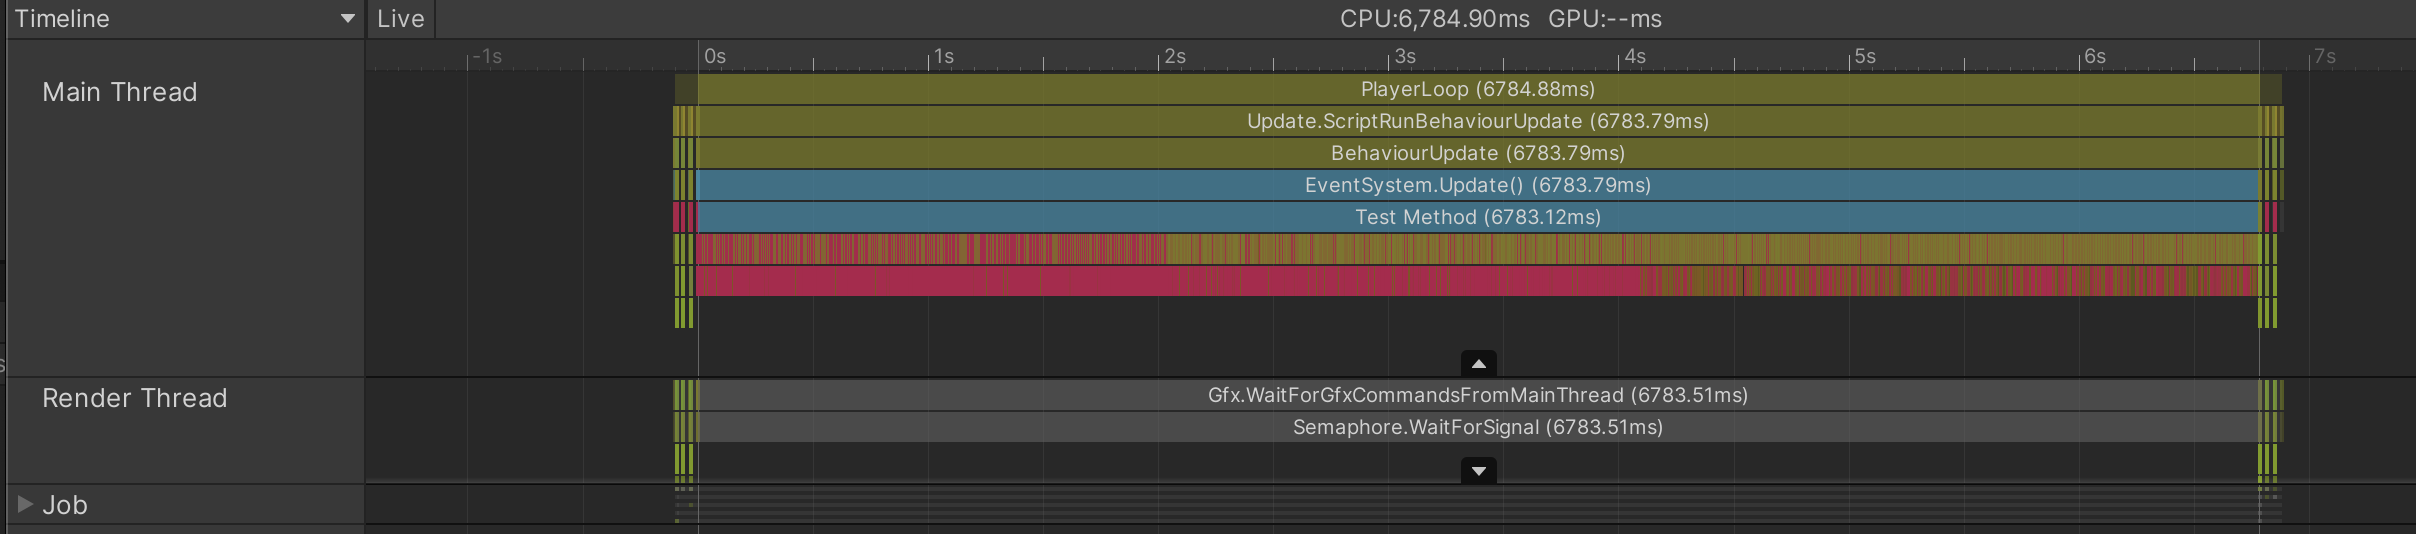 Timeline Live CPU:6,784.90ms GPU:--ms
-1s 0s 1s 2s 3s 4s 5s 6s 7s
Main Thread
PlayerLoop (6784.88ms)
Update.ScriptRunBehaviourUpdate (6783.79ms)
BehaviourUpdate (6783.79ms)
EventSystem.Update() (6783.79ms)
Test Method (6783.12ms)
Render Thread
Gfx.WaitForGfxCommandsFromMainThread (6783.51ms)
Semaphore.WaitForSignal (6783.51ms)
Job